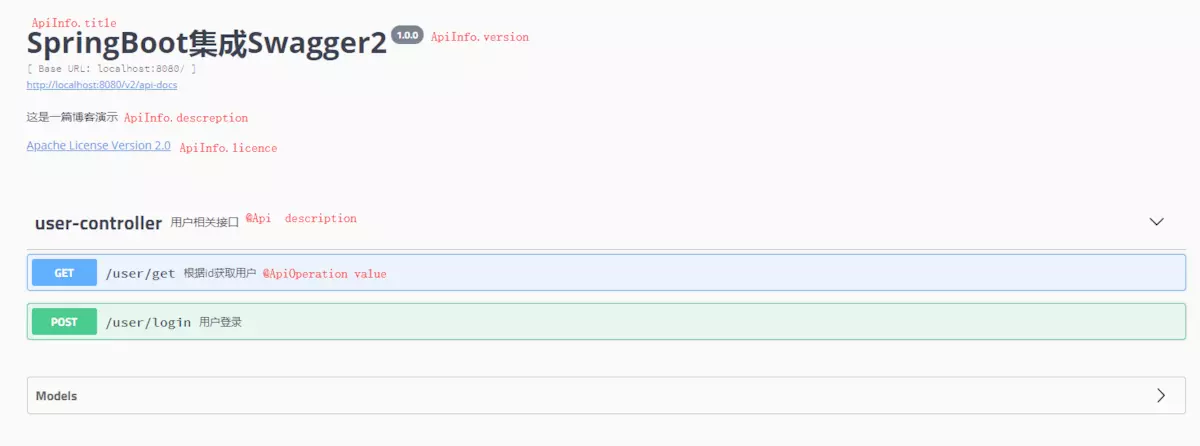 ApiInfo.title
SpringBoot集成Swagger2 1.0.0 ApiInfo.version
[ Base URL: localhost:8080/ ]
http://localhost:8080/v2/api-docs
这是一篇博客演示 ApiInfo.descreption
Apache License Version 2.0 ApiInfo.licence
user-controller 用户相关接口 @Api description
GET /user/get 根据id获取用户 @ApiOperation value
POST /user/login 用户登录
Models